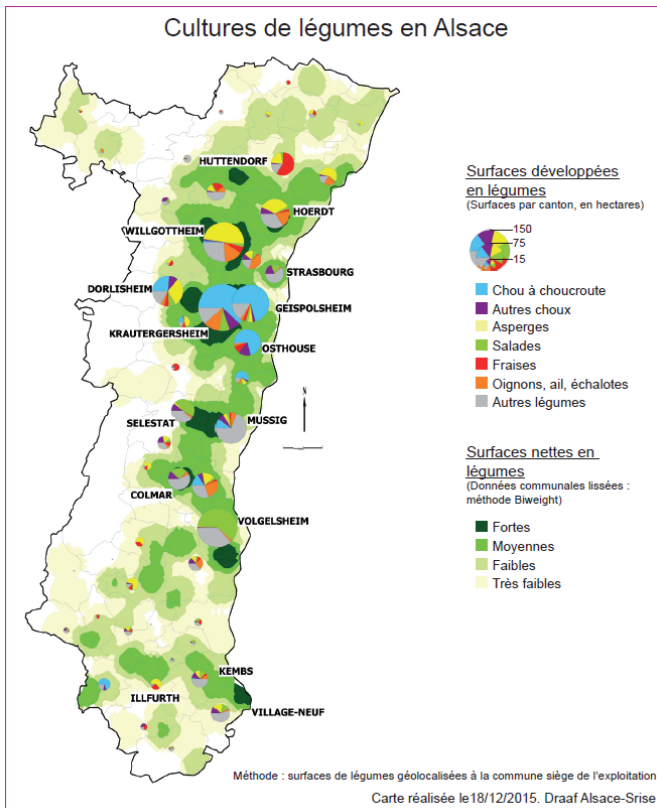 Cultures de légumes en Alsace
HUTTENDORF
HOERDT
WILLGOTTHEIM
STRASBOURG
DORLISHEIM
GEISPOLSHEIM
KRAUTERGERSHEIM
OSTHOUSE
SELESTAT
MUSSIG
COLMAR
VOLGELSHEIM
KEMBS
ILLFURTH
VILLAGE-NEUF
N
Surfaces développées
en légumes
(Surfaces par canton, en hectares)
150
75
15
Chou à choucroute
Autres choux
Asperges
Salades
Fraises
Oignons, ail, échalotes
Autres légumes
Surfaces nettes en
légumes
(Données communales lissées :
méthode Biweight)
Fortes
Moyennes
Faibles
Très faibles
Méthode : surfaces de légumes géolocalisées à la commune siège de l'exploitation
Carte réalisée le18/12/2015. Draaf Alsace-Srise